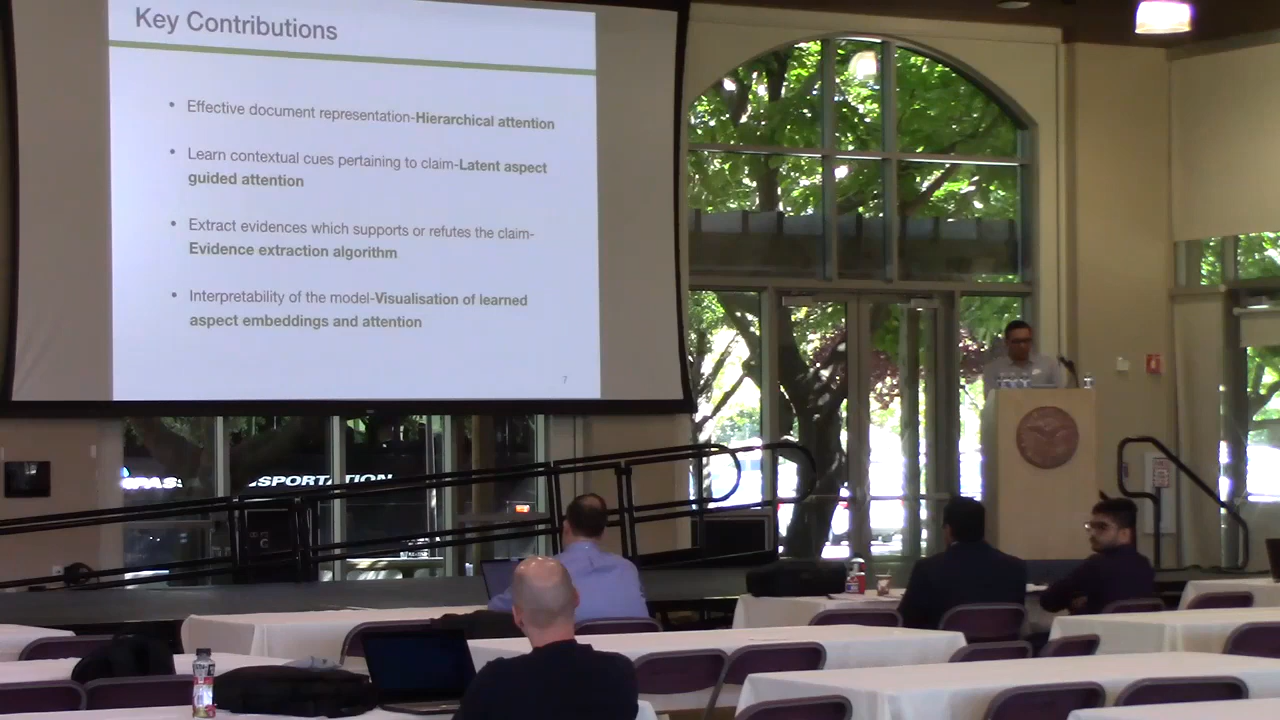 Key Contributions
• Effective document representation-Hierarchical attention
• Learn contextual cues pertaining to claim-Latent aspect
guided attention
• Extract evidences which supports or refutes the claim-
Evidence extraction algorithm
• Interpretability of the model-Visualisation of learned
aspect embeddings and attention
7